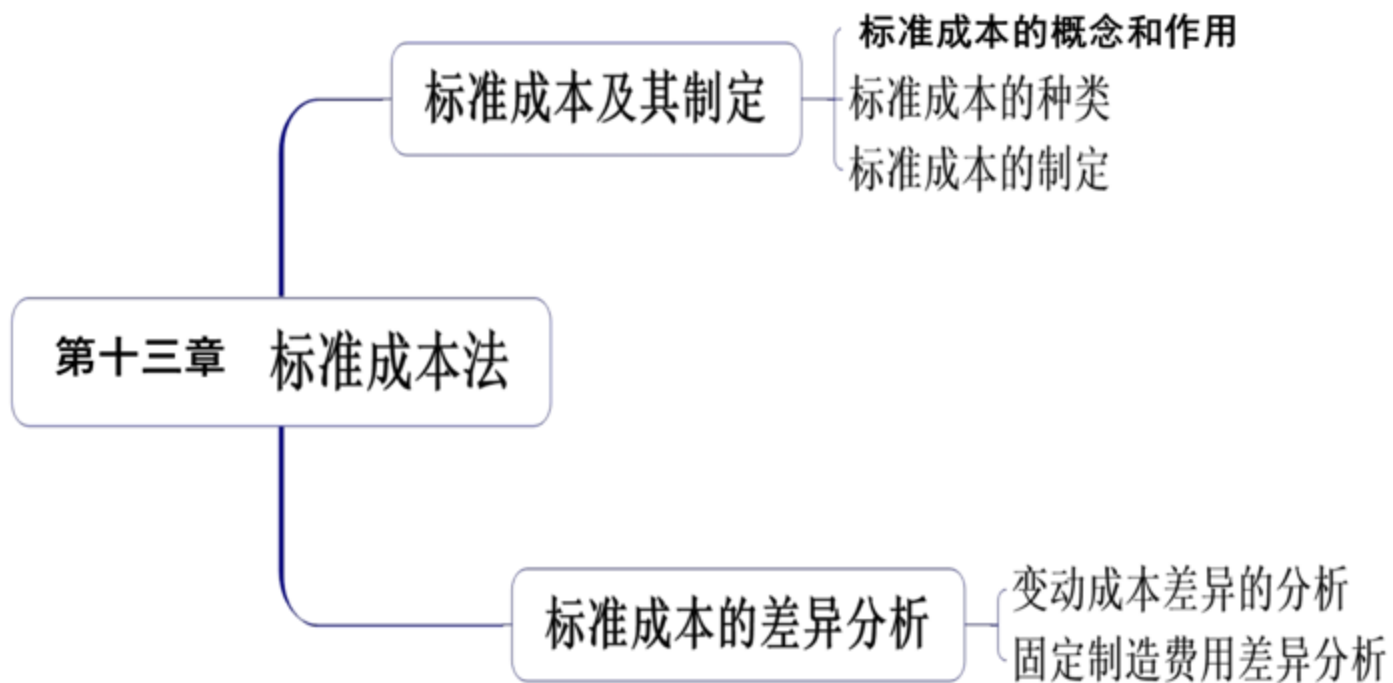 标准成本的概念和作用
标准成本及其制定
标准成本的种类
标准成本的制定
第十三章 标准成本法
标准成本的差异分析
变动成本差异的分析
固定制造费用差异分析